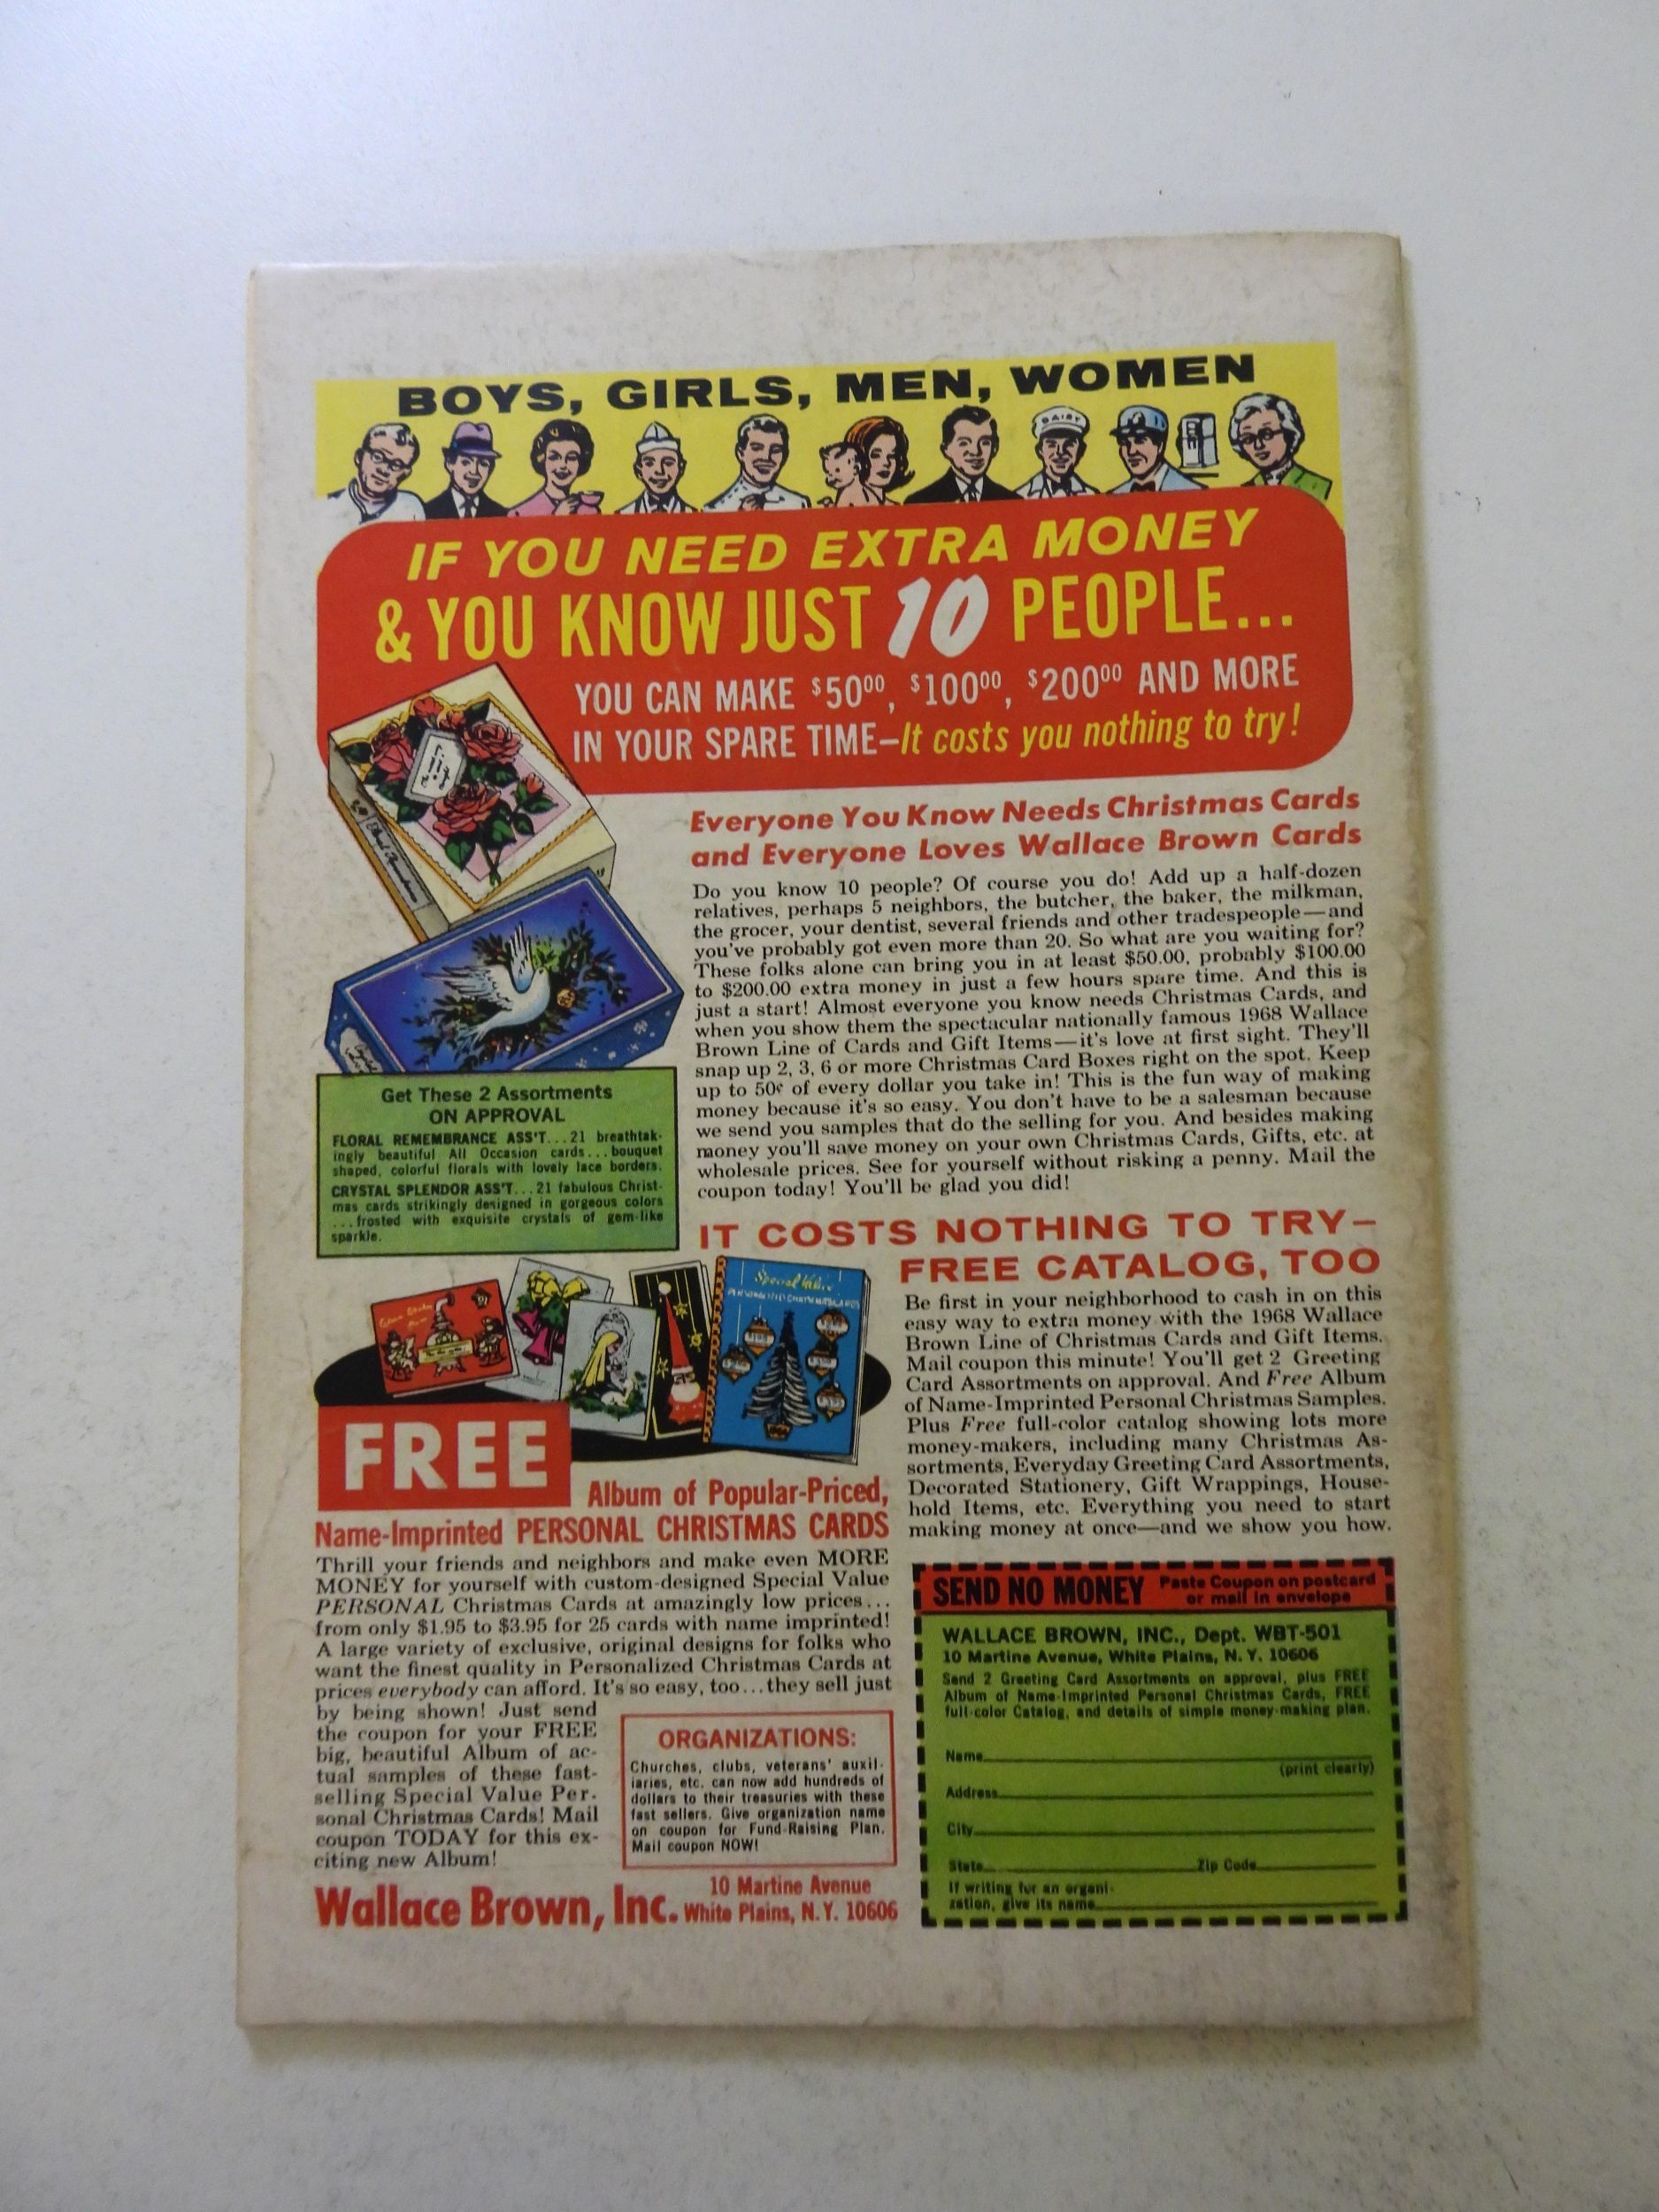 BOYS, GIRLS, MEN, WOMEN
DAIRY
IF YOU NEED EXTRA MONEY
& YOU KNOW JUST 10 PEOPLE...
YOU CAN MAKE $5000, $10000, $20000 AND MORE
IN YOUR SPARE TIME—It costs you nothing to try!
Everyone You Know Needs Christmas Cards
and Everyone Loves Wallace Brown Cards
Do you know 10 people? Of course you do! Add up a half-dozen
relatives, perhaps 5 neighbors, the butcher, the baker, the milkman,
the grocer, your dentist, several friends and other tradespeople—and
you've probably got even more than 20. So what are you waiting for?
These folks alone can bring you in at least $50.00, probably $100.00
to $200.00 extra money in just a few hours spare time. And this is
just a start! Almost everyone you know needs Christmas Cards, and
when you show them the spectacular nationally famous 1968 Wallace
Brown Line of Cards and Gift Items—it's love at first sight. They'll
snap up 2, 3, 6 or more Christmas Card Boxes right on the spot. Keep
up to 50¢ of every dollar you take in! This is the fun way of making
money because it's so easy. You don't have to be a salesman because
we send you samples that do the selling for you. And besides making
money you'll save money on your own Christmas Cards, Gifts, etc. at
wholesale prices. See for yourself without risking a penny. Mail the
coupon today! You'll be glad you did!
Get These 2 Assortments
ON APPROVAL
FLORAL REMEMBRANCE ASS'T...21 breathtak-
ingly beautiful All Occasion cards...bouquet
shaped, colorful florals with lovely lace borders.
CRYSTAL SPLENDOR ASS'T...21 fabulous Christ-
mas cards strikingly designed in gorgeous colors
...frosted with exquisite crystals of gem-like
sparkle.
IT COSTS NOTHING TO TRY—
FREE CATALOG, TOO
Be first in your neighborhood to cash in on this
easy way to extra money with the 1968 Wallace
Brown Line of Christmas Cards and Gift Items.
Mail coupon this minute! You'll get 2 Greeting
Card Assortments on approval. And Free Album
of Name-Imprinted Personal Christmas Samples.
Plus Free full-color catalog showing lots more
money-makers, including many Christmas As-
sortments, Everyday Greeting Card Assortments,
Decorated Stationery, Gift Wrappings, House-
hold Items, etc. Everything you need to start
making money at once—and we show you how.
Special Value
PERSONALIZED CHRISTMAS CARDS
FREE
Album of Popular-Priced,
Name-Imprinted PERSONAL CHRISTMAS CARDS
Thrill your friends and neighbors and make even MORE
MONEY for yourself with custom-designed Special Value
PERSONAL Christmas Cards at amazingly low prices...
from only $1.95 to $3.95 for 25 cards with name imprinted!
A large variety of exclusive, original designs for folks who
want the finest quality in Personalized Christmas Cards at
prices everybody can afford. It's so easy, too...they sell just
by being shown! Just send
the coupon for your FREE
big, beautiful Album of ac-
tual samples of these fast-
selling Special Value Per-
sonal Christmas Cards! Mail
coupon TODAY for this ex-
citing new Album!
ORGANIZATIONS:
Churches, clubs, veterans' auxil-
iaries, etc. can now add hundreds of
dollars to their treasuries with these
fast sellers. Give organization name
on coupon for Fund-Raising Plan.
Mail coupon NOW!
Wallace Brown, Inc. 10 Martine Avenue
White Plains, N.Y. 10606
SEND NO MONEY Paste Coupon on postcard
or mail in envelope
WALLACE BROWN, INC., Dept. WBT-501
10 Martine Avenue, White Plains, N.Y. 10606
Send 2 Greeting Card Assortments on approval, plus FREE
Album of Name-Imprinted Personal Christmas Cards, FREE
full-color Catalog, and details of simple money-making plan.
Name
(print clearly)
Address
City
State Zip Code
If writing for an organi-
zation, give its name